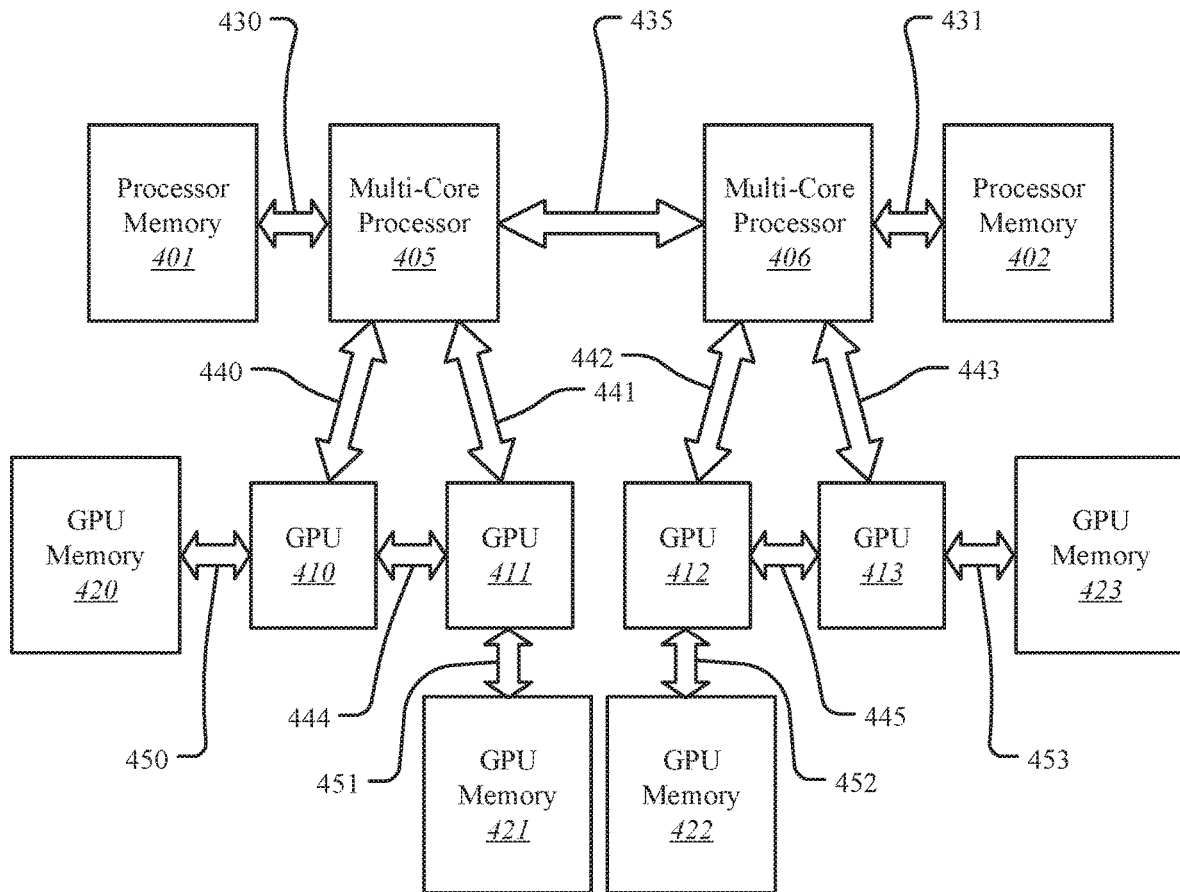 430
435
431
Processor
Memory
401
Multi-Core
Processor
405
Multi-Core
Processor
406
Processor
Memory
402
440
441
442
443
GPU
Memory
420
GPU
410
GPU
411
GPU
412
GPU
413
GPU
Memory
423
450
444
451
GPU
Memory
421
GPU
Memory
422
452
445
453